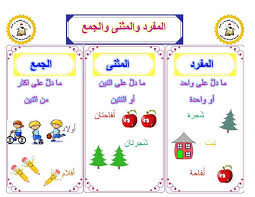 المفرد والمثنى والجمع
المفرد
ما دلّ على واحد
أو واحدة
شجرة
بيت
تفاحة
المثنى
ما دلّ على اثنين
أو اثنتين
تفاحتان
شجرتان
الجمع
ما دلّ على أكثر
من اثنين
أولاد
أقلام